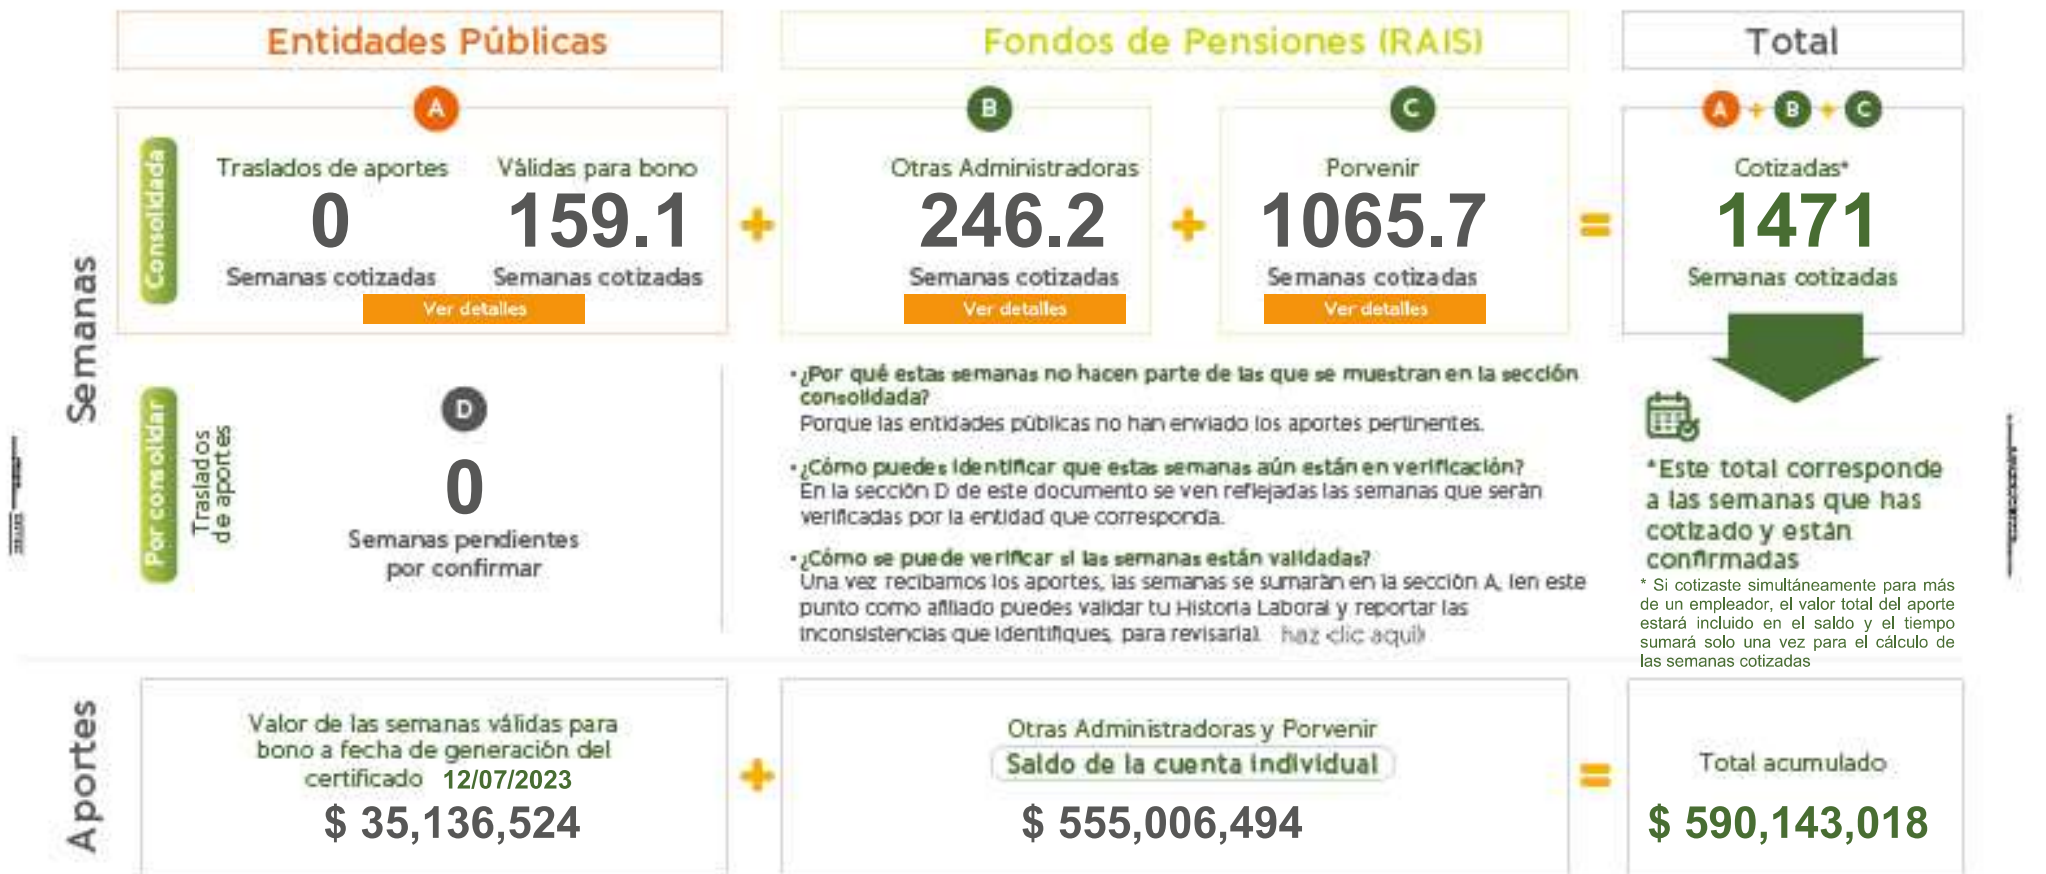 Entidades Públicas
Fondos de Pensiones (RAIS)
Total
Semanas
Consolidada
A
Traslados de aportes
0
Semanas cotizadas
Válidas para bono
159.1
Semanas cotizadas
Ver detalles
+
B
Otras Administradoras
246.2
Semanas cotizadas
Ver detalles
+
C
Porvenir
1065.7
Semanas cotizadas
Ver detalles
=
A + B + C
Cotizadas*
1471
Semanas cotizadas
Por consolidar
Traslados
de aportes
D
0
Semanas pendientes
por confirmar
• ¿Por qué estas semanas no hacen parte de las que se muestran en la sección
consolidada?
Porque las entidades públicas no han enviado los aportes pertinentes.
• ¿Cómo puedes identificar que estas semanas aún están en verificación?
En la sección D de este documento se ven reflejadas las semanas que serán
verificadas por la entidad que corresponda.
• ¿Cómo se puede verificar si las semanas están validadas?
Una vez recibamos los aportes, las semanas se sumarán en la sección A, (en este
punto como afiliado puedes validar tu Historia Laboral y reportar las
inconsistencias que identifiques, para revisarla). haz clic aquí)
*Este total corresponde
a las semanas que has
cotizado y están
confirmadas
* Si cotizaste simultáneamente para más
de un empleador, el valor total del aporte
estará incluido en el saldo y el tiempo
sumará solo una vez para el cálculo de
las semanas cotizadas
Aportes
Valor de las semanas válidas para
bono a fecha de generación del
certificado 12/07/2023
$ 35,136,524
+
Otras Administradoras y Porvenir
Saldo de la cuenta individual
$ 555,006,494
=
Total acumulado
$ 590,143,018